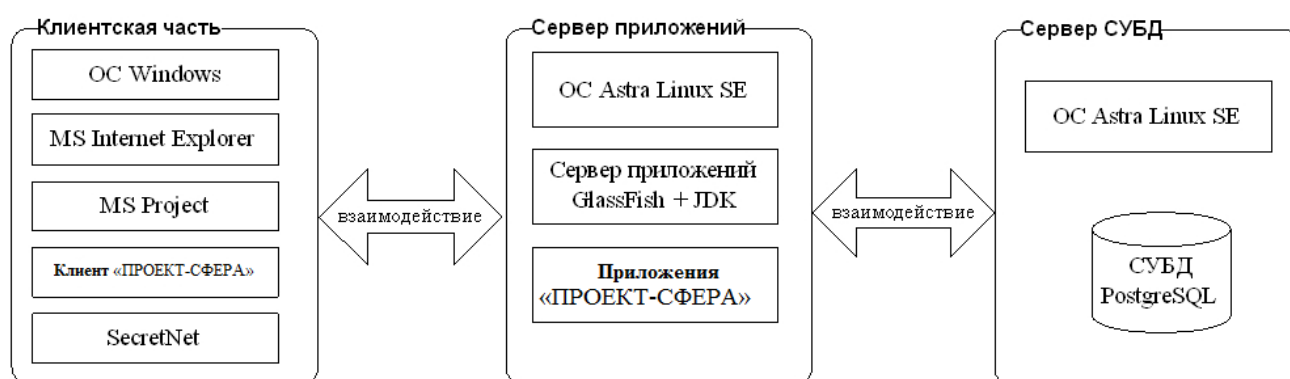 Клиентская часть
ОС Windows
MS Internet Explorer
MS Project
Клиент «ПРОЕКТ-СФЕРА»
SecretNet
взаимодействие
Сервер приложений
ОС Astra Linux SE
Сервер приложений
GlassFish + JDK
Приложения
«ПРОЕКТ-СФЕРА»
взаимодействие
Сервер СУБД
ОС Astra Linux SE
СУБД
PostgreSQL